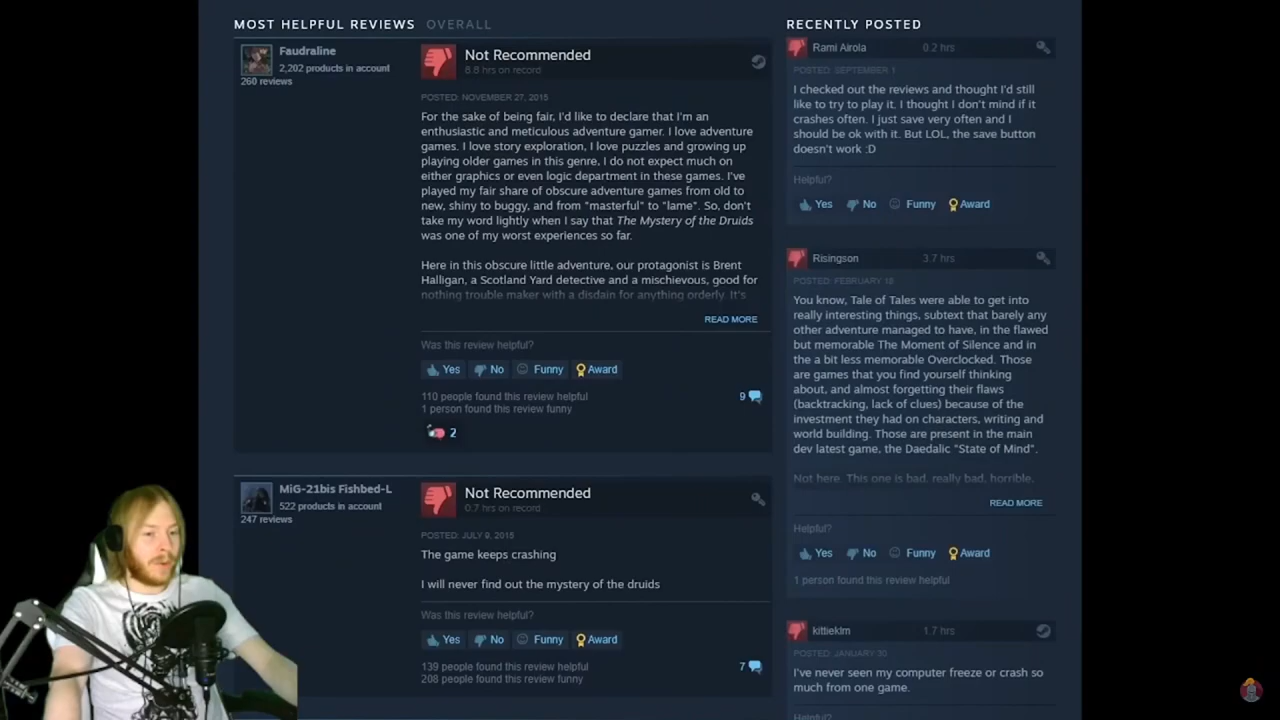 MOST HELPFUL REVIEWS OVERALL
Faudraline
2,202 products in account
260 reviews
Not Recommended
8.8 hrs on record
POSTED: NOVEMBER 27, 2015
For the sake of being fair, I'd like to declare that I'm an
enthusiastic and meticulous adventure gamer. I love adventure
games. I love story exploration, I love puzzles and growing up
playing older games in this genre, I do not expect much on
either graphics or even logic department in these games. I've
played my fair share of obscure adventure games from old to
new, shiny to buggy, and from "masterful" to "lame". So, don't
take my word lightly when I say that The Mystery of the Druids
was one of my worst experiences so far.
Here in this obscure little adventure, our protagonist is Brent
Halligan, a Scotland Yard detective and a mischievous, good for
nothing trouble maker with a disdain for anything orderly. It's
READ MORE
Was this review helpful?
Yes No Funny Award
110 people found this review helpful
1 person found this review funny
9
2
MiG-21bis Fishbed-L
522 products in account
247 reviews
Not Recommended
0.7 hrs on record
POSTED: JULY 9, 2015
The game keeps crashing
I will never find out the mystery of the druids
Was this review helpful?
Yes No Funny Award
139 people found this review helpful
208 people found this review funny
7
RECENTLY POSTED
Rami Airola 0.2 hrs
POSTED: SEPTEMBER 1
I checked out the reviews and thought I'd still
like to try to play it. I thought I don't mind if it
crashes often. I just save very often and I
should be ok with it. But LOL, the save button
doesn't work :D
Helpful?
Yes No Funny Award
Risingson 3.7 hrs
POSTED: FEBRUARY 18
You know, Tale of Tales were able to get into
really interesting things, subtext that barely any
other adventure managed to have, in the flawed
but memorable The Moment of Silence and in
the a bit less memorable Overclocked. Those
are games that you find yourself thinking
about, and almost forgetting their flaws
(backtracking, lack of clues) because of the
investment they had on characters, writing and
world building. Those are present in the main
dev latest game, the Daedalic "State of Mind".
Not here. This one is bad, really bad, horrible.
READ MORE
Helpful?
Yes No Funny Award
1 person found this review helpful
kittieklm 1.7 hrs
POSTED: JANUARY 30
I've never seen my computer freeze or crash so
much from one game.
Helpful?